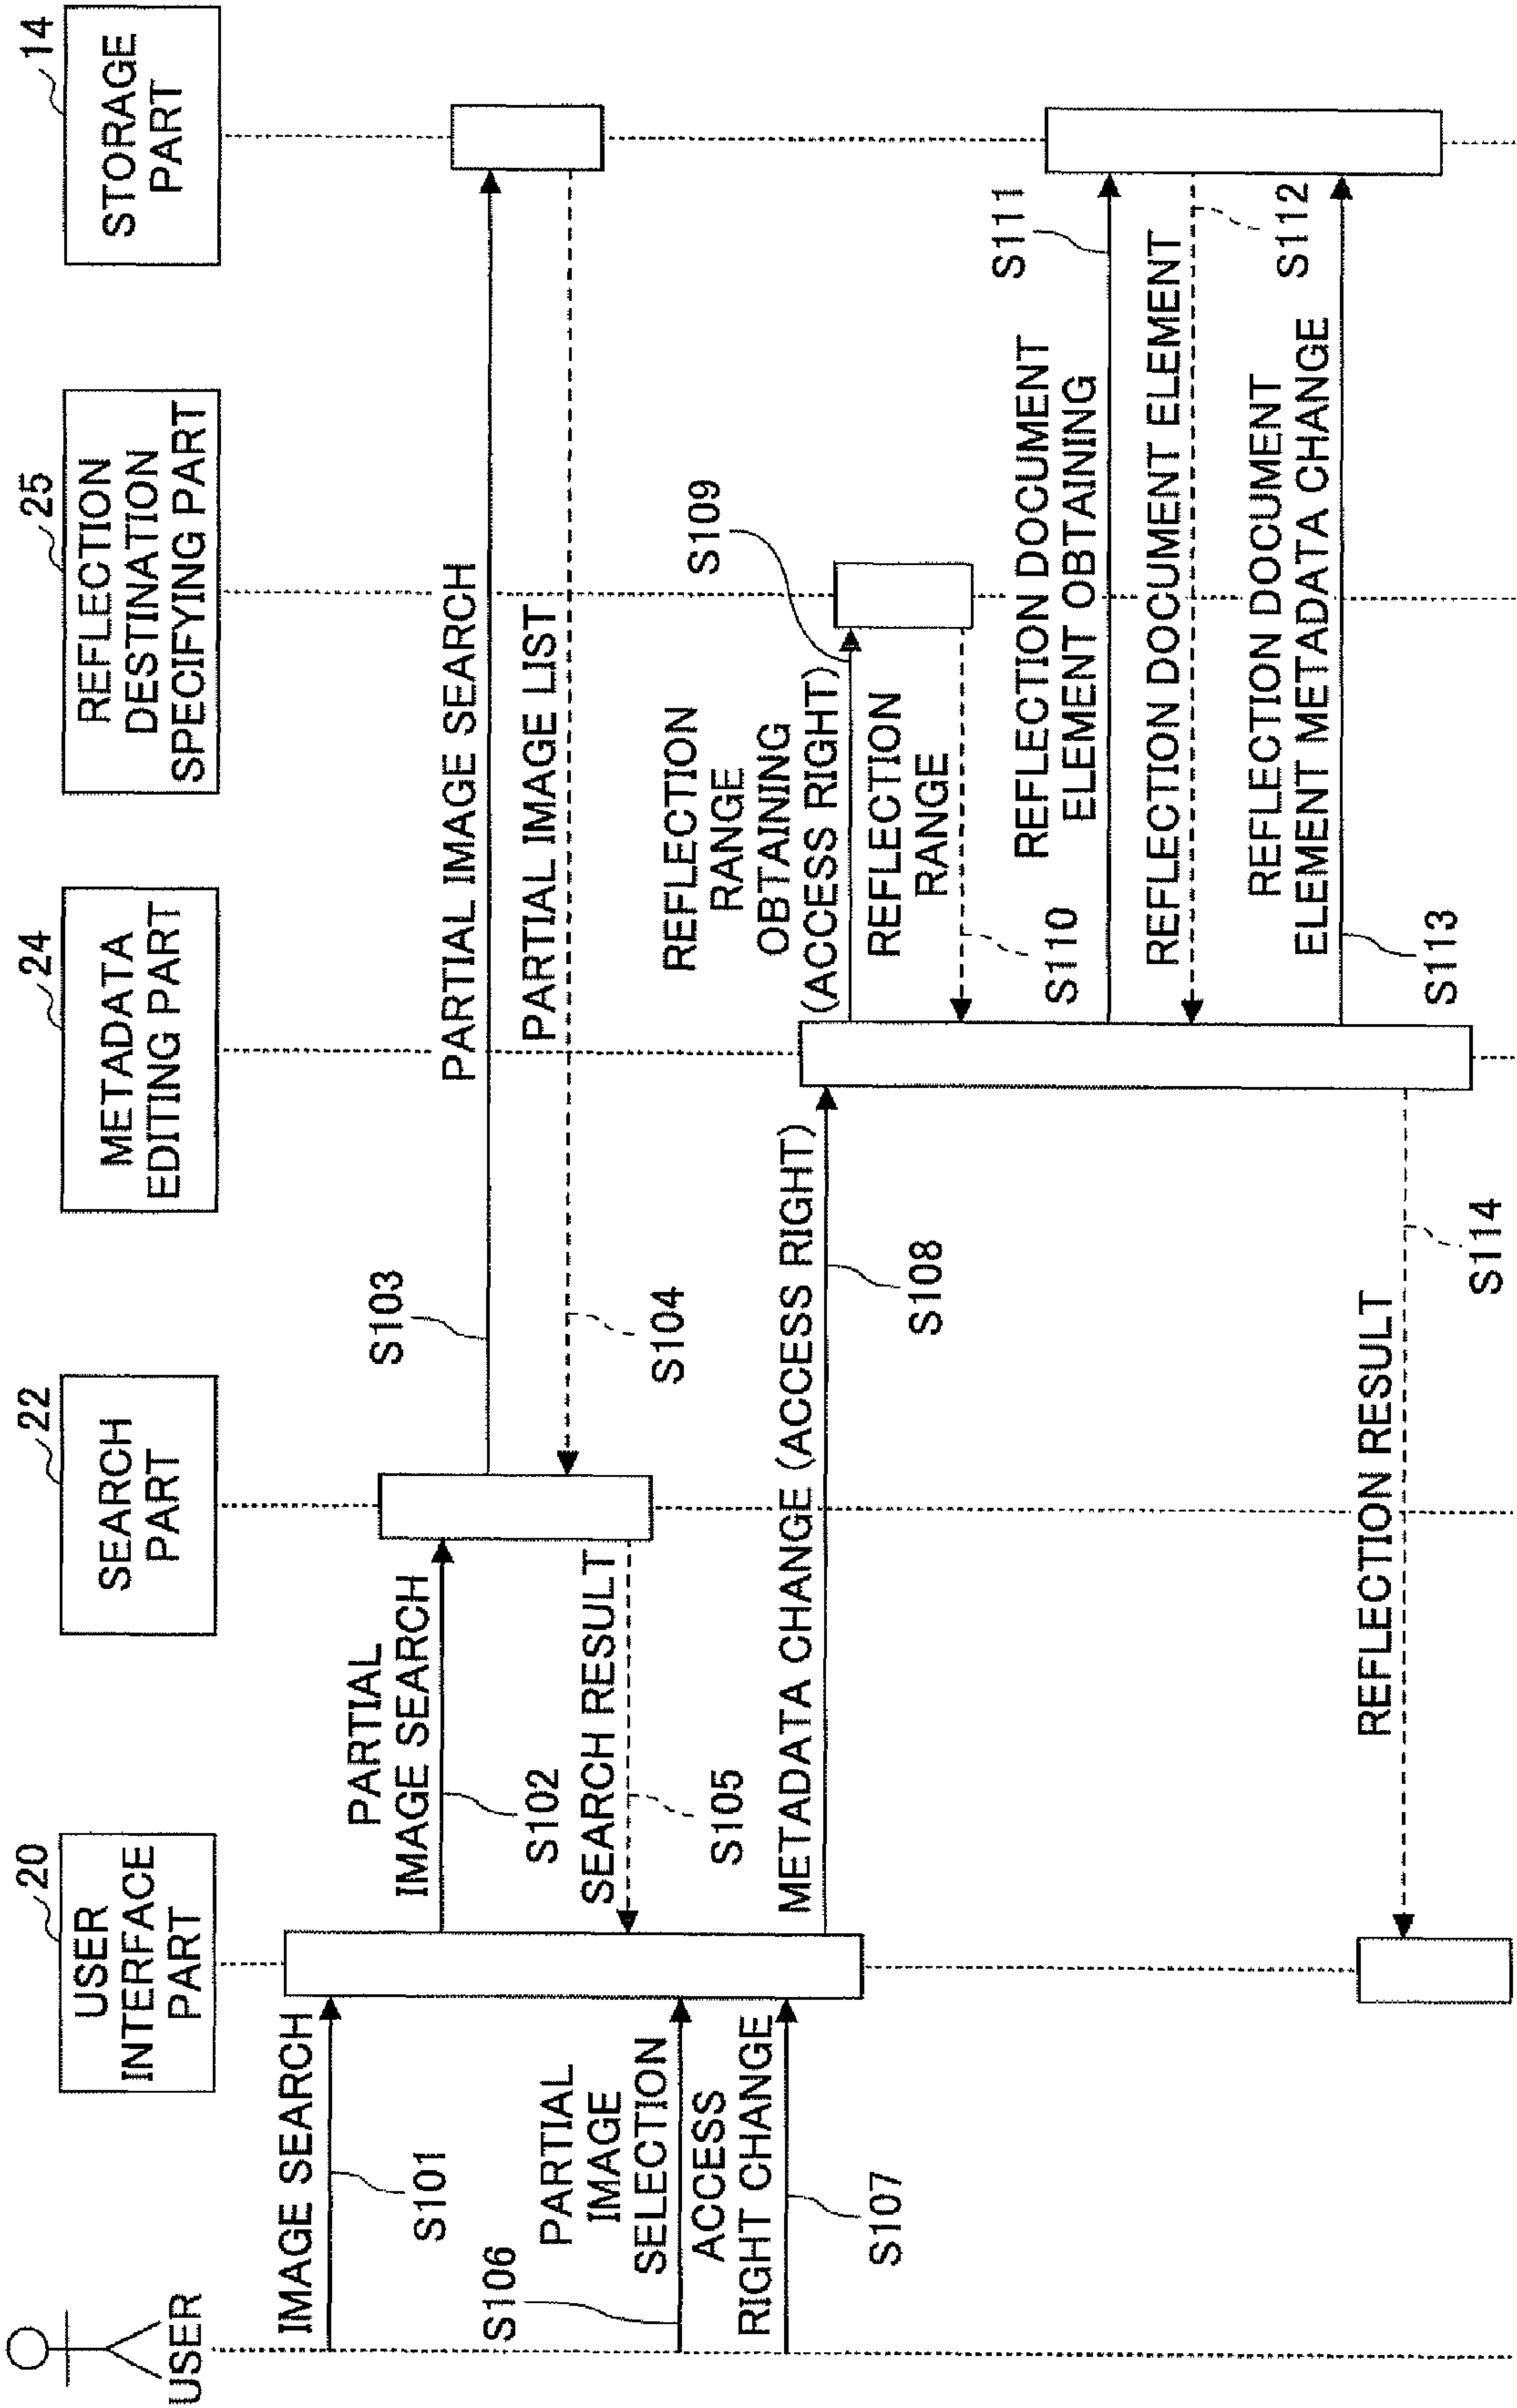 USER
20
USER
INTERFACE
PART
22
SEARCH
PART
24
METADATA
EDITING PART
25
REFLECTION
DESTINATION
SPECIFYING PART
14
STORAGE
PART
IMAGE SEARCH
S101
PARTIAL
IMAGE SEARCH
S102
S103
PARTIAL IMAGE SEARCH
PARTIAL IMAGE LIST
S104
SEARCH RESULT
S105
S106
PARTIAL
IMAGE
SELECTION
ACCESS
RIGHT CHANGE
S107
METADATA CHANGE (ACCESS RIGHT)
S108
REFLECTION
RANGE
OBTAINING
(ACCESS RIGHT)
S109
REFLECTION
RANGE
S110
REFLECTION DOCUMENT
ELEMENT OBTAINING
S111
REFLECTION DOCUMENT ELEMENT
S112
REFLECTION DOCUMENT
ELEMENT METADATA CHANGE
S113
REFLECTION RESULT
S114